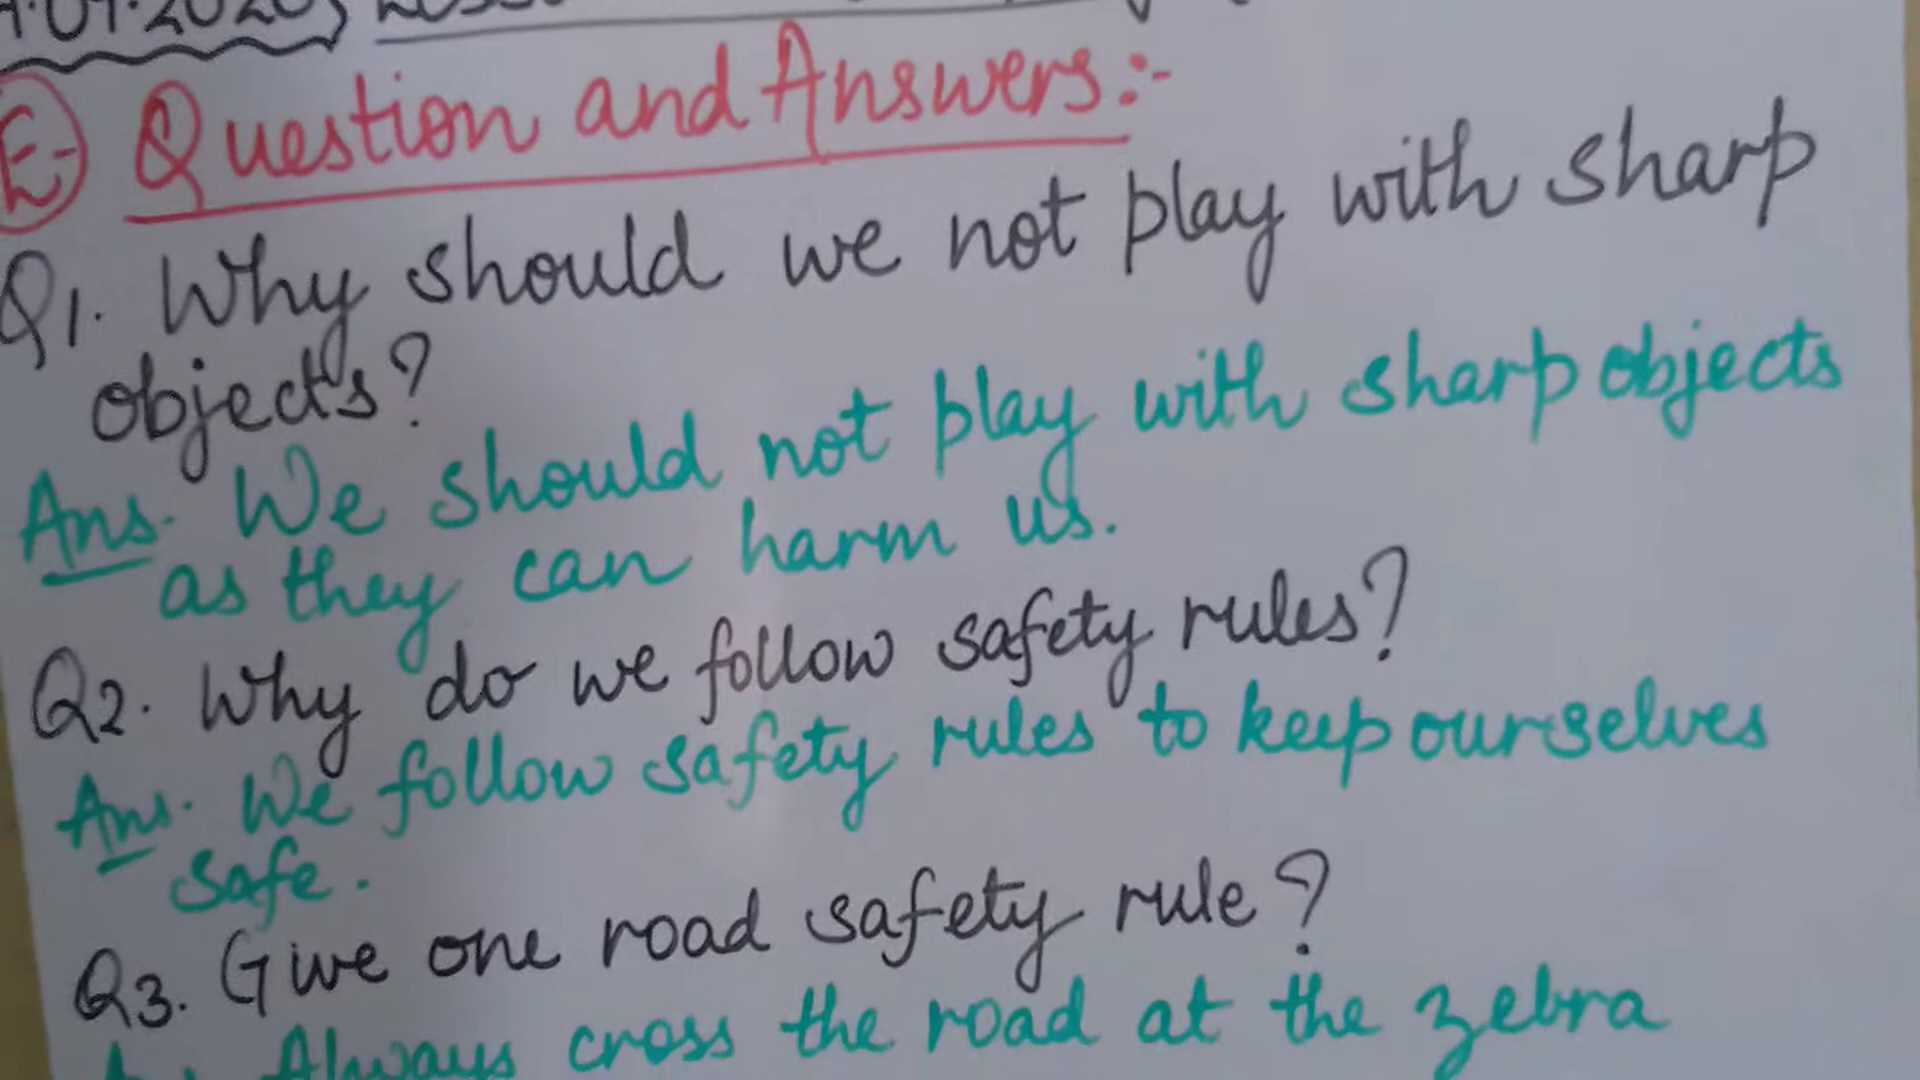 E- Question and Answers:-
Q1. Why should we not play with sharp
objects?
Ans. We should not play with sharp objects
as they can harm us.
Q2. Why do we follow safety rules?
Ans. We follow safety rules to keep ourselves
safe.
Q3. Give one road safety rule?
Always cross the road at the zebra